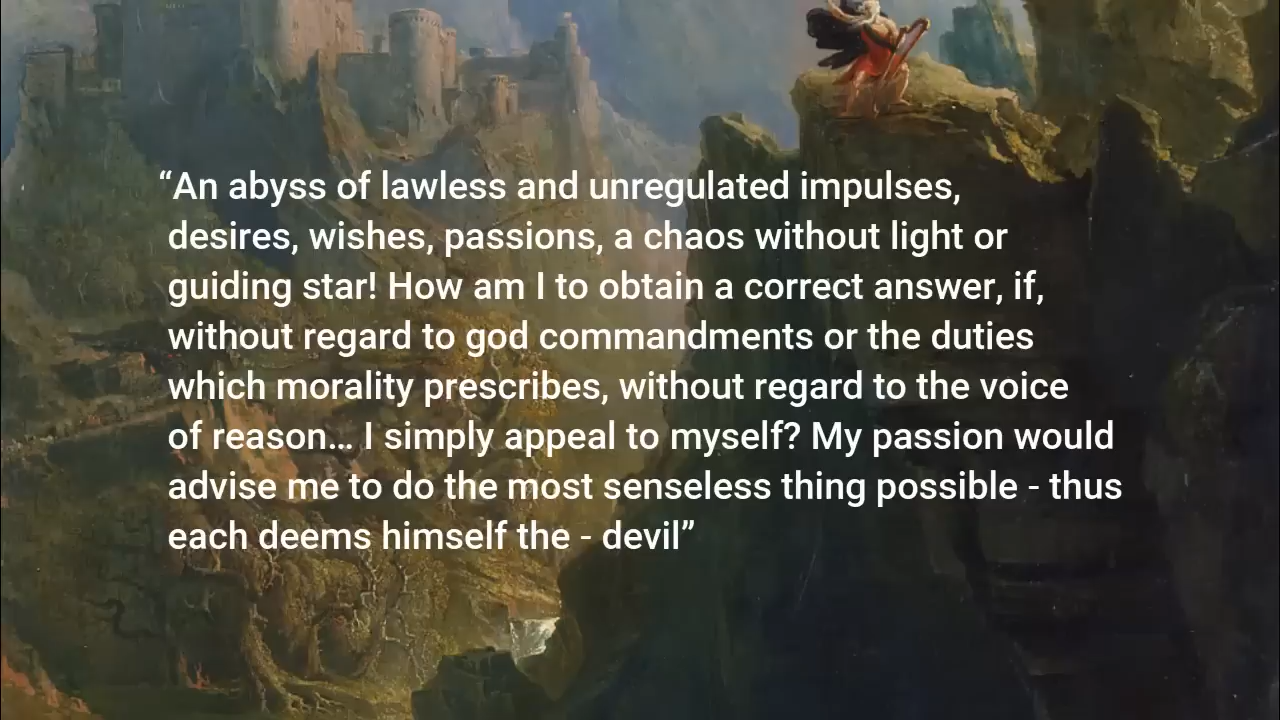 “An abyss of lawless and unregulated impulses,
desires, wishes, passions, a chaos without light or
guiding star! How am I to obtain a correct answer, if,
without regard to god commandments or the duties
which morality prescribes, without regard to the voice
of reason... I simply appeal to myself? My passion would
advise me to do the most senseless thing possible - thus
each deems himself the - devil”